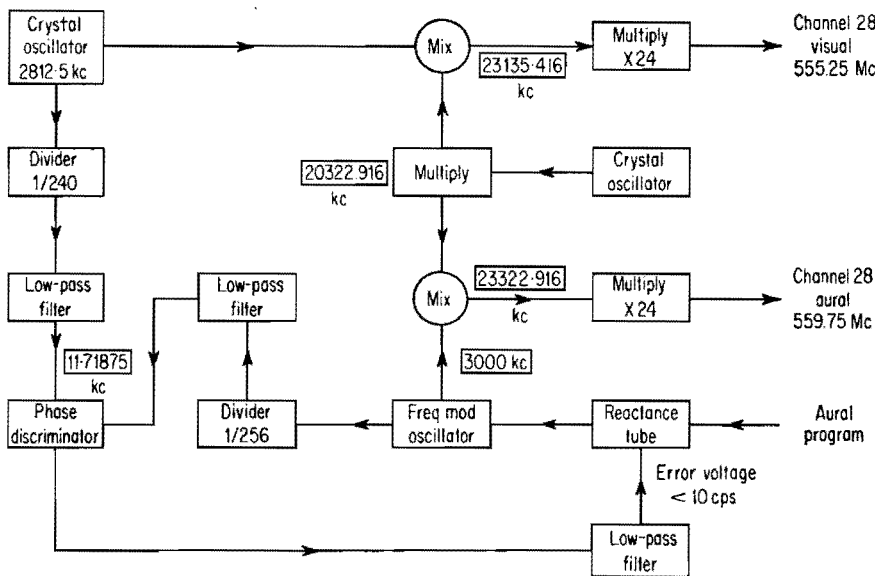 Crystal
oscillator
2812·5 kc
Mix
23135·416
kc
Multiply
X24
Channel 28
visual
555.25 Mc
Divider
1/240
20322.916
kc
Multiply
Crystal
oscillator
Low-pass
filter
Low-pass
filter
Mix
23322·916
kc
Multiply
X24
Channel 28
aural
559.75 Mc
11·71875
kc
3000 kc
Phase
discriminator
Divider
1/256
Freq mod
oscillator
Reactance
tube
Aural
program
Error voltage
< 10 cps
Low-pass
filter